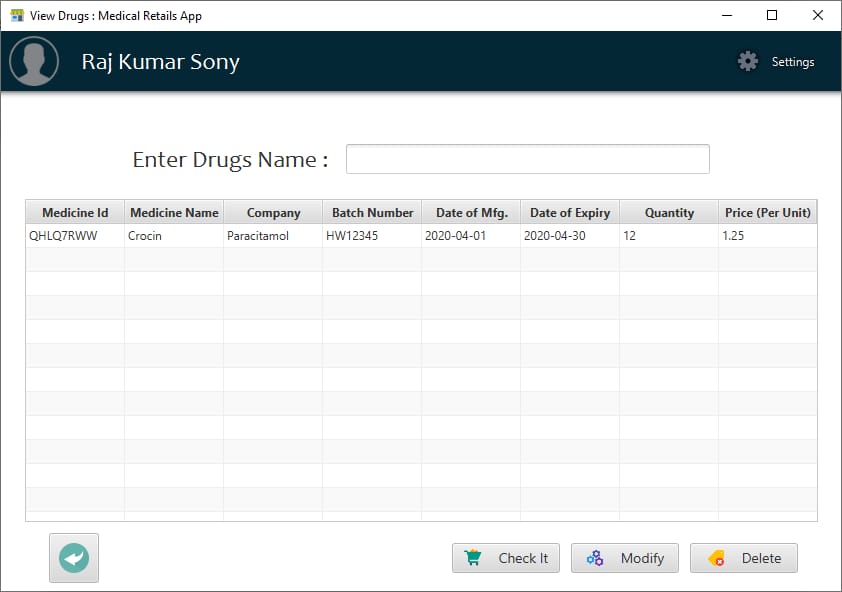 View Drugs : Medical Retails App
Raj Kumar Sony
Settings
Enter Drugs Name :
Medicine Id Medicine Name Company Batch Number Date of Mfg. Date of Expiry Quantity Price (Per Unit)
QHLQ7RWW Crocin Paracitamol HW12345 2020-04-01 2020-04-30 12 1.25
Check It Modify Delete